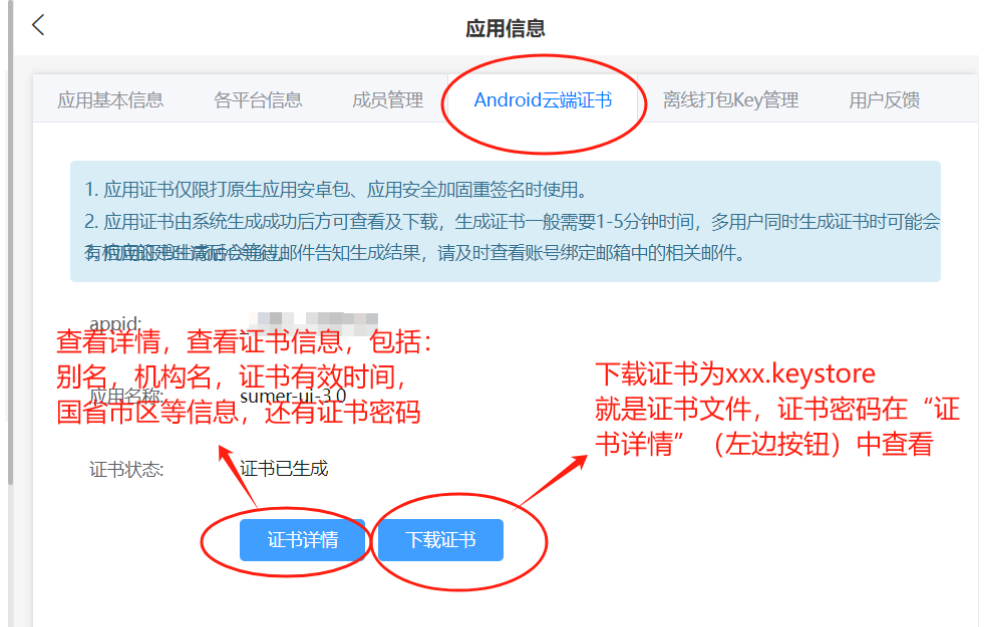 应用信息
应用基本信息 各平台信息 成员管理 Android云端证书 离线打包Key管理 用户反馈
1. 应用证书仅限打原生应用安卓包、应用安全加固重签名时使用。
2. 应用证书由系统生成成功后方可查看及下载，生成证书一般需要1-5分钟时间，多用户同时生成证书时可能会
邮件告知生成结果，请及时查看账号绑定邮箱中的相关邮件。
appid:
查看详情，查看证书信息，包括：
别名，机构名，证书有效时间，
国省市区等信息，还有证书密码
应用名称: sumer-ui-3.0
下载证书为xxx.keystore
就是证书文件，证书密码在“证
书详情”（左边按钮）中查看
证书状态: 证书已生成
证书详情 下载证书